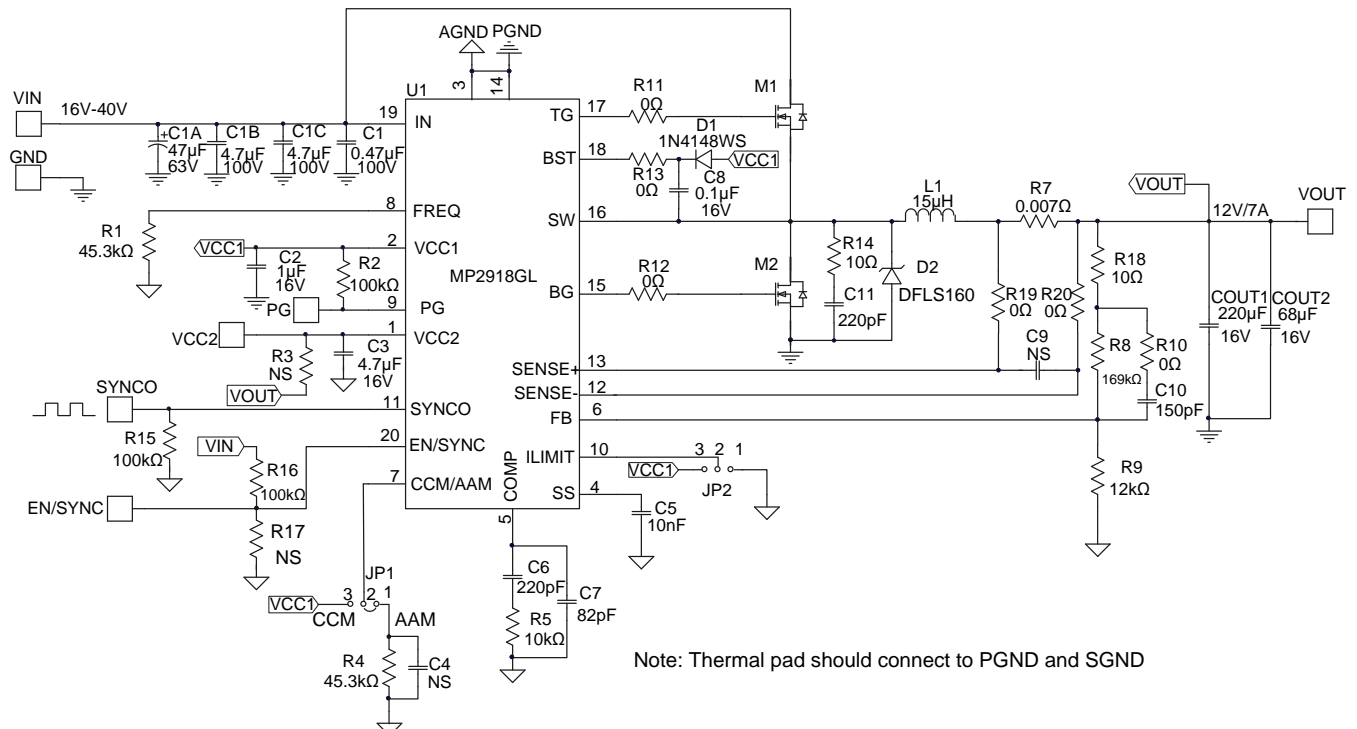 AGND PGND
U1
3
14
VIN
16V-40V
GND
+C1A
47µF
63V
C1B
4.7µF
100V
C1C
4.7µF
100V
C1
0.47µF
100V
19 IN
8 FREQ
R1
45.3kΩ
VCC1
2 VCC1
C2
1µF
16V
R2
100kΩ
PG
9 PG
MP2918GL
VCC2
1 VCC2
R3
NS
VOUT
C3
4.7µF
16V
SYNCO
11 SYNCO
R15
100kΩ
20 EN/SYNC
VIN
R16
100kΩ
EN/SYNC
R17
NS
7 CCM/AAM
JP1
VCC1
3 2 1
CCM AAM
R4
45.3kΩ
C4
NS
COMP
5
C6
220pF
R5
10kΩ
C7
82pF
TG 17
R11
0Ω
M1
BST 18
R13
0Ω
D1
1N4148WS
VCC1
C8
0.1µF
16V
SW 16
BG 15
R12
0Ω
M2
R14
10Ω
C11
220pF
D2
DFLS160
L1
15µH
R7
0.007Ω
VOUT
12V/7A
VOUT
R19
0Ω
R20
0Ω
C9
NS
R18
10Ω
R8
169kΩ
R10
0Ω
C10
150pF
COUT1
220µF
16V
COUT2
68µF
16V
SENSE+ 13
SENSE- 12
FB 6
R9
12kΩ
ILIMIT 10
VCC1
3 2 1
JP2
SS 4
C5
10nF
Note: Thermal pad should connect to PGND and SGND